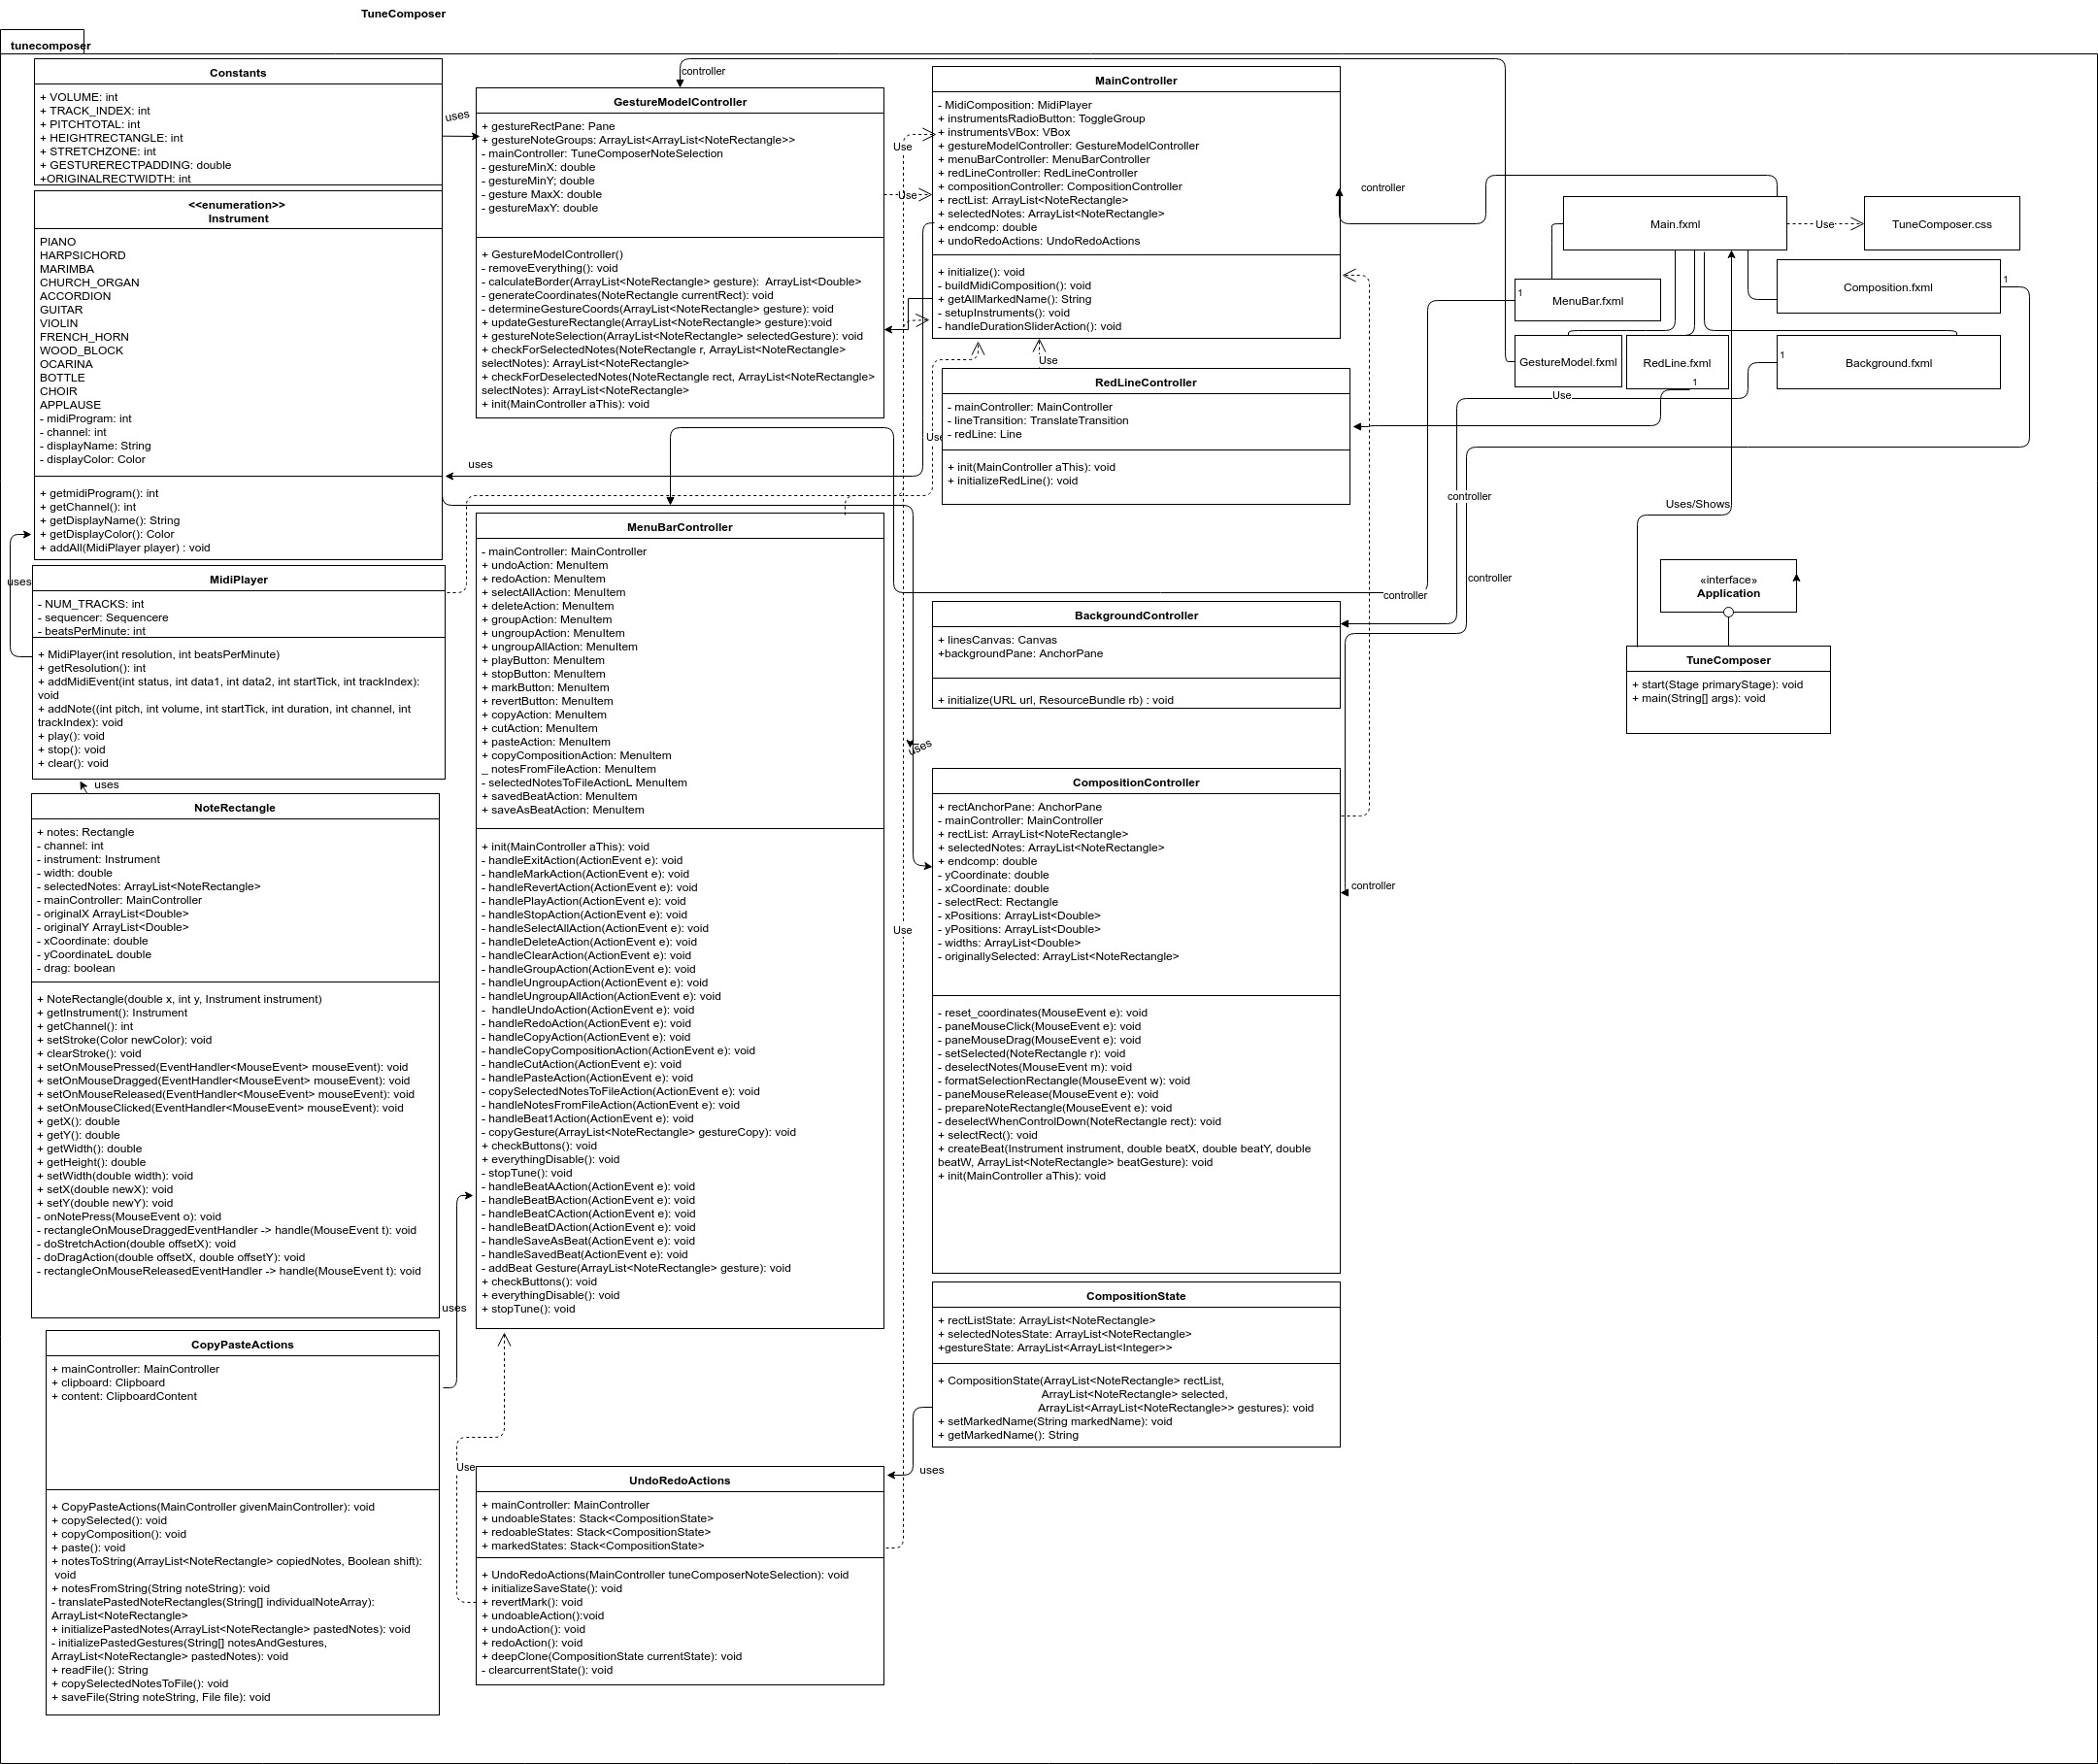 TuneComposer
tunecomposer
Constants
+ VOLUME: int
+ TRACK_INDEX: int
+ PITCHTOTAL: int
+ HEIGHTRECTANGLE: int
+ STRETCHZONE: int
+ GESTURERECTPADDING: double
+ORIGINALRECTWIDTH: int
uses
<<enumeration>>
Instrument
PIANO
HARPSICHORD
MARIMBA
CHURCH_ORGAN
ACCORDION
GUITAR
VIOLIN
FRENCH_HORN
WOOD_BLOCK
OCARINA
BOTTLE
CHOIR
APPLAUSE
- midiProgram: int
- channel: int
- displayName: String
- displayColor: Color
+ getmidiProgram(): int
+ getChannel(): int
+ getDisplayName(): String
+ getDisplayColor(): Color
+ addAll(MidiPlayer player) : void
uses
MidiPlayer
- NUM_TRACKS: int
- sequencer: Sequencere
- beatsPerMinute: int
+ MidiPlayer(int resolution, int beatsPerMinute)
+ getResolution(): int
+ addMidiEvent(int status, int data1, int data2, int startTick, int trackIndex):
void
+ addNote((int pitch, int volume, int startTick, int duration, int channel, int
trackIndex): void
+ play(): void
+ stop(): void
+ clear(): void
uses
NoteRectangle
+ notes: Rectangle
- channel: int
- instrument: Instrument
- width: double
- selectedNotes: ArrayList<NoteRectangle>
- mainController: MainController
- originalX ArrayList<Double>
- originalY ArrayList<Double>
- xCoordinate: double
- yCoordinateL double
- drag: boolean
+ NoteRectangle(double x, int y, Instrument instrument)
+ getInstrument(): Instrument
+ getChannel(): int
+ setStroke(Color newColor): void
+ clearStroke(): void
+ setOnMousePressed(EventHandler<MouseEvent> mouseEvent): void
+ setOnMouseDragged(EventHandler<MouseEvent> mouseEvent): void
+ setOnMouseReleased(EventHandler<MouseEvent> mouseEvent): void
+ setOnMouseClicked(EventHandler<MouseEvent> mouseEvent): void
+ getX(): double
+ getY(): double
+ getWidth(): double
+ getHeight(): double
+ setWidth(double width): void
+ setX(double newX): void
+ setY(double newY): void
- onNotePress(MouseEvent o): void
- rectangleOnMouseDraggedEventHandler -> handle(MouseEvent t): void
- doStretchAction(double offsetX): void
- doDragAction(double offsetX, double offsetY): void
- rectangleOnMouseReleasedEventHandler -> handle(MouseEvent t): void
uses
CopyPasteActions
+ mainController: MainController
+ clipboard: Clipboard
+ content: ClipboardContent
+ CopyPasteActions(MainController givenMainController): void
+ copySelected(): void
+ copyComposition(): void
+ paste(): void
+ notesToString(ArrayList<NoteRectangle> copiedNotes, Boolean shift):
void
+ notesFromString(String noteString): void
- translatePastedNoteRectangles(String[] individualNoteArray):
ArrayList<NoteRectangle>
+ initializePastedNotes(ArrayList<NoteRectangle> pastedNotes): void
- initializePastedGestures(String[] notesAndGestures,
ArrayList<NoteRectangle> pastedNotes): void
+ readFile(): String
+ copySelectedNotesToFile(): void
+ saveFile(String noteString, File file): void
controller
GestureModelController
+ gestureRectPane: Pane
+ gestureNoteGroups: ArrayList<ArrayList<NoteRectangle>>
- mainController: TuneComposerNoteSelection
- gestureMinX: double
- gestureMinY; double
- gesture MaxX: double
- gestureMaxY: double
+ GestureModelController()
- removeEverything(): void
- calculateBorder(ArrayList<NoteRectangle> gesture):  ArrayList<Double>
- generateCoordinates(NoteRectangle currentRect): void
- determineGestureCoords(ArrayList<NoteRectangle> gesture): void
+ updateGestureRectangle(ArrayList<NoteRectangle> gesture):void
- gestureNoteSelection(ArrayList<NoteRectangle> selectedGesture): void
+ checkForSelectedNotes(NoteRectangle r, ArrayList<NoteRectangle>
selectNotes): ArrayList<NoteRectangle>
+ checkForDeselectedNotes(NoteRectangle rect, ArrayList<NoteRectangle>
selectNotes): ArrayList<NoteRectangle>
+ init(MainController aThis): void
Use
Use
Use
uses
MenuBarController
- mainController: MainController
+ undoAction: MenuItem
+ redoAction: MenuItem
+ selectAllAction: MenuItem
+ deleteAction: MenuItem
+ groupAction: MenuItem
+ ungroupAction: MenuItem
+ ungroupAllAction: MenuItem
+ playButton: MenuItem
+ stopButton: MenuItem
+ markButton: MenuItem
+ revertButton: MenuItem
+ copyAction: MenuItem
+ cutAction: MenuItem
+ pasteAction: MenuItem
+ copyCompositionAction: MenuItem
_ notesFromFileAction: MenuItem
- selectedNotesToFileActionL MenuItem
+ savedBeatAction: MenuItem
+ saveAsBeatAction: MenuItem
+ init(MainController aThis): void
- handleExitAction(ActionEvent e): void
- handleMarkAction(ActionEvent e): void
- handleRevertAction(ActionEvent e): void
- handlePlayAction(ActionEvent e): void
- handleStopAction(ActionEvent e): void
- handleSelectAllAction(ActionEvent e): void
- handleDeleteAction(ActionEvent e): void
- handleClearAction(ActionEvent e): void
- handleGroupAction(ActionEvent e): void
- handleUngroupAction(ActionEvent e): void
- handleUngroupAllAction(ActionEvent e): void
-  handleUndoAction(ActionEvent e): void
- handleRedoAction(ActionEvent e): void
- handleCopyAction(ActionEvent e): void
- handleCopyCompositionAction(ActionEvent e): void
- handleCutAction(ActionEvent e): void
- handlePasteAction(ActionEvent e): void
- copySelectedNotesToFileAction(ActionEvent e): void
- handleNotesFromFileAction(ActionEvent e): void
- handleBeat1Action(ActionEvent e): void
- copyGesture(ArrayList<NoteRectangle> gestureCopy): void
+ checkButtons(): void
+ everythingDisable(): void
- stopTune(): void
- handleBeatAAction(ActionEvent e): void
- handleBeatBAction(ActionEvent e): void
- handleBeatCAction(ActionEvent e): void
- handleBeatDAction(ActionEvent e): void
- handleSaveAsBeat(ActionEvent e): void
- handleSavedBeat(ActionEvent e): void
- addBeat Gesture(ArrayList<NoteRectangle> gesture): void
+ checkButtons(): void
+ everythingDisable(): void
+ stopTune(): void
Use
uses
Use
UndoRedoActions
+ mainController: MainController
+ undoableStates: Stack<CompositionState>
+ redoableStates: Stack<CompositionState>
+ markedStates: Stack<CompositionState>
+ UndoRedoActions(MainController tuneComposerNoteSelection): void
+ initializeSaveState(): void
+ revertMark(): void
+ undoableAction():void
+ undoAction(): void
+ redoAction(): void
+ deepClone(CompositionState currentState): void
- clearcurrentState(): void
MainController
- MidiComposition: MidiPlayer
+ instrumentsRadioButton: ToggleGroup
+ instrumentsVBox: VBox
+ gestureModelController: GestureModelController
+ menuBarController: MenuBarController
+ redLineController: RedLineController
+ compositionController: CompositionController
+ rectList: ArrayList<NoteRectangle>
+ selectedNotes: ArrayList<NoteRectangle>
+ endcomp: double
+ undoRedoActions: UndoRedoActions
+ initialize(): void
- buildMidiComposition(): void
+ getAllMarkedName(): String
- setupInstruments(): void
- handleDurationSliderAction(): void
Use
RedLineController
- mainController: MainController
- lineTransition: TranslateTransition
- redLine: Line
+ init(MainController aThis): void
+ initializeRedLine(): void
BackgroundController
+ linesCanvas: Canvas
+backgroundPane: AnchorPane
+ initialize(URL url, ResourceBundle rb) : void
CompositionController
+ rectAnchorPane: AnchorPane
- mainController: MainController
+ rectList: ArrayList<NoteRectangle>
+ selectedNotes: ArrayList<NoteRectangle>
+ endcomp: double
- yCoordinate: double
- xCoordinate: double
- selectRect: Rectangle
- xPositions: ArrayList<Double>
- yPositions: ArrayList<Double>
- widths: ArrayList<Double>
- originallySelected: ArrayList<NoteRectangle>
- reset_coordinates(MouseEvent e): void
- paneMouseClick(MouseEvent e): void
- paneMouseDrag(MouseEvent e): void
- setSelected(NoteRectangle r): void
- deselectNotes(MouseEvent m): void
- formatSelectionRectangle(MouseEvent w): void
- paneMouseRelease(MouseEvent e): void
- prepareNoteRectangle(MouseEvent e): void
- deselectWhenControlDown(NoteRectangle rect): void
+ selectRect(): void
+ createBeat(Instrument instrument, double beatX, double beatY, double
beatW, ArrayList<NoteRectangle> beatGesture): void
+ init(MainController aThis): void
CompositionState
+ rectListState: ArrayList<NoteRectangle>
+ selectedNotesState: ArrayList<NoteRectangle>
+gestureState: ArrayList<ArrayList<Integer>>
+ CompositionState(ArrayList<NoteRectangle> rectList,
ArrayList<NoteRectangle> selected,
ArrayList<ArrayList<NoteRectangle>> gestures): void
+ setMarkedName(String markedName): void
+ getMarkedName(): String
uses
controller
Main.fxml
Use
TuneComposer.css
1
MenuBar.fxml
Composition.fxml
1
GestureModel.fxml
RedLine.fxml
1
1
Background.fxml
Use
controller
controller
controller
controller
Uses/Shows
«interface»
Application
TuneComposer
+ start(Stage primaryStage): void
+ main(String[] args): void